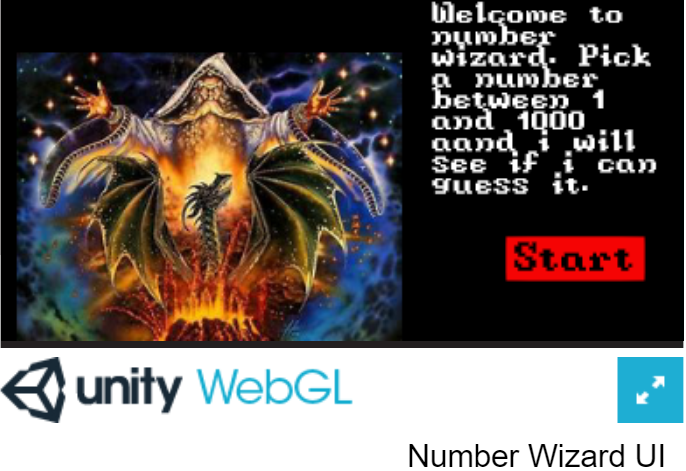 Welcome to
number
wizard. Pick
a number
between 1
and 1000
aand i will
see if i can
guess it.
Start
unity WebGL
Number Wizard UI